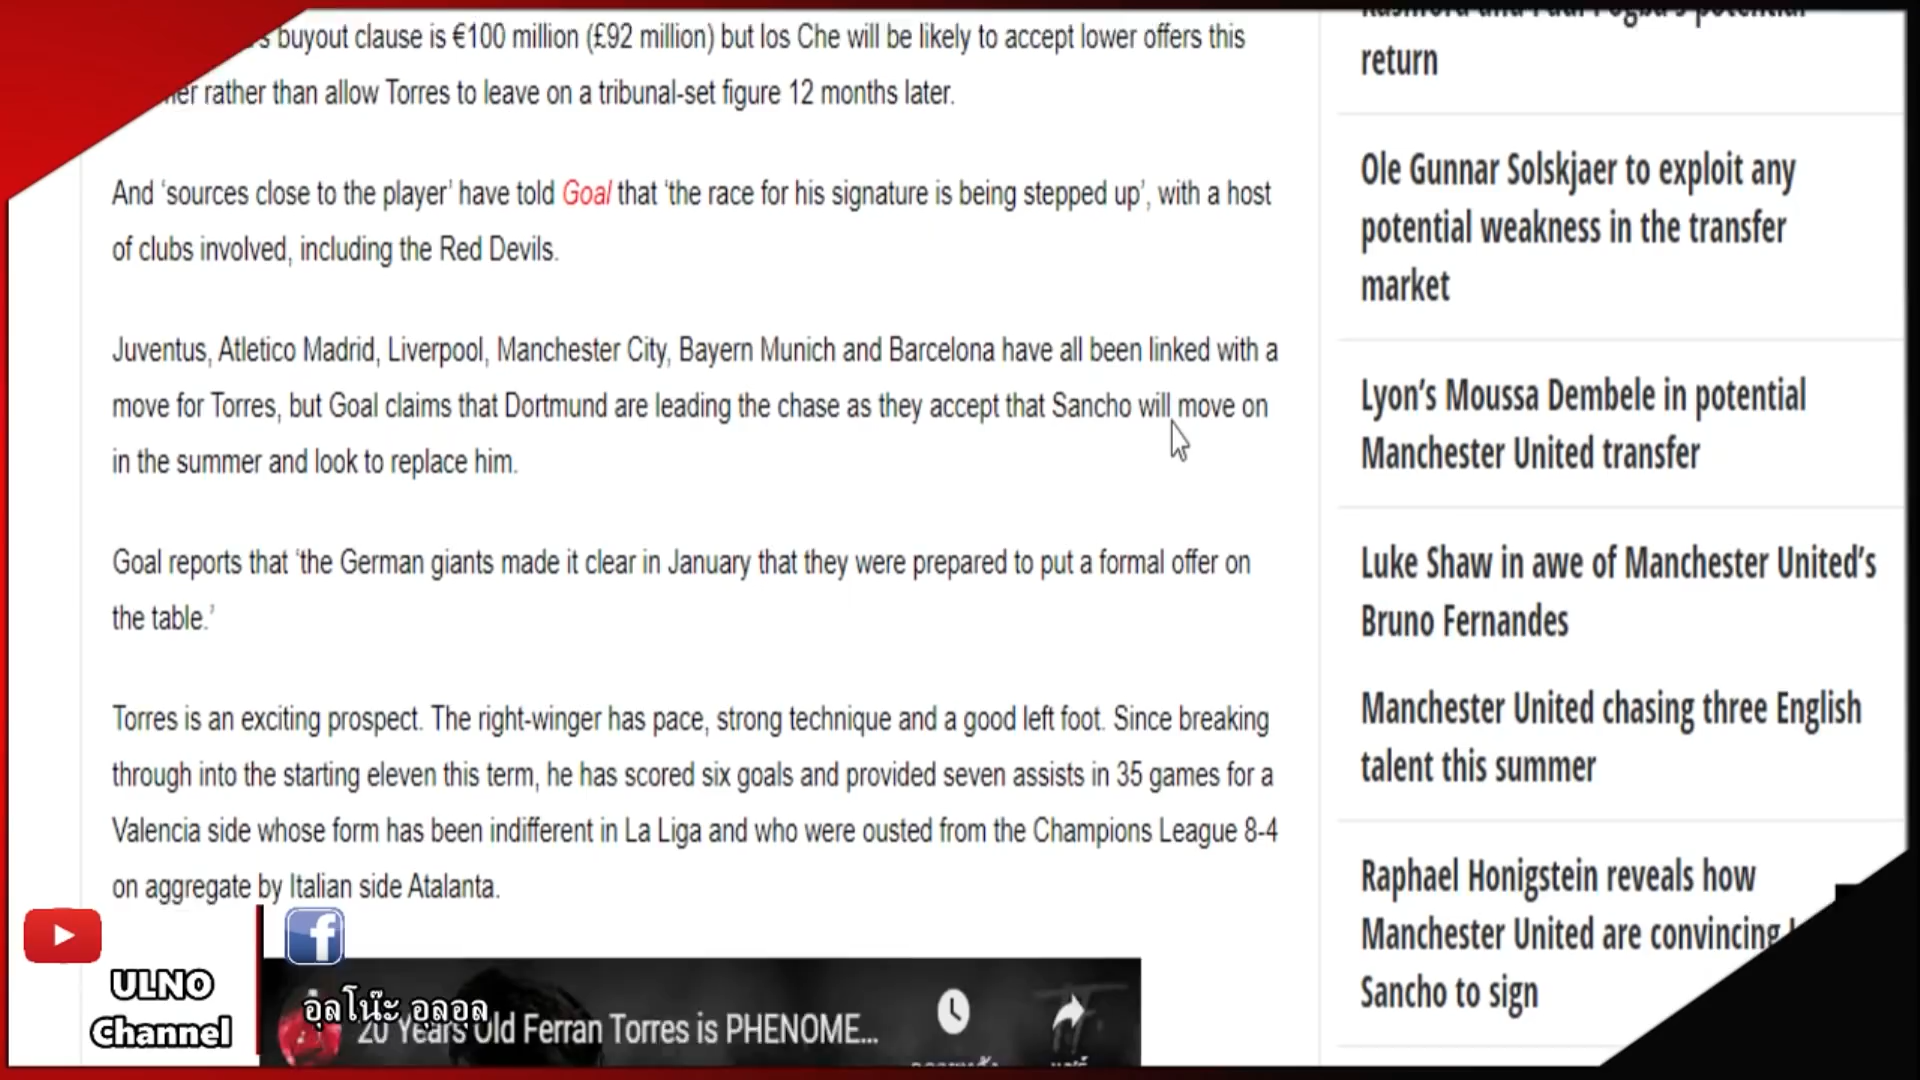 buyout clause is €100 million (£92 million) but los Che will be likely to accept lower offers this
rather than allow Torres to leave on a tribunal-set figure 12 months later.
And ‘sources close to the player’ have told Goal that ‘the race for his signature is being stepped up’, with a host
of clubs involved, including the Red Devils.
Juventus, Atletico Madrid, Liverpool, Manchester City, Bayern Munich and Barcelona have all been linked with a
move for Torres, but Goal claims that Dortmund are leading the chase as they accept that Sancho will move on
in the summer and look to replace him.
Goal reports that ‘the German giants made it clear in January that they were prepared to put a formal offer on
the table.’
Torres is an exciting prospect. The right-winger has pace, strong technique and a good left foot. Since breaking
through into the starting eleven this term, he has scored six goals and provided seven assists in 35 games for a
Valencia side whose form has been indifferent in La Liga and who were ousted from the Champions League 8-4
on aggregate by Italian side Atalanta.
20 Years Old Ferran Torres is PHENOME...
return
Ole Gunnar Solskjaer to exploit any
potential weakness in the transfer
market
Lyon’s Moussa Dembele in potential
Manchester United transfer
Luke Shaw in awe of Manchester United’s
Bruno Fernandes
Manchester United chasing three English
talent this summer
Raphael Honigstein reveals how
Manchester United are convincing
Sancho to sign
ULNO
Channel
อุลโน๊ะ อุลอุล